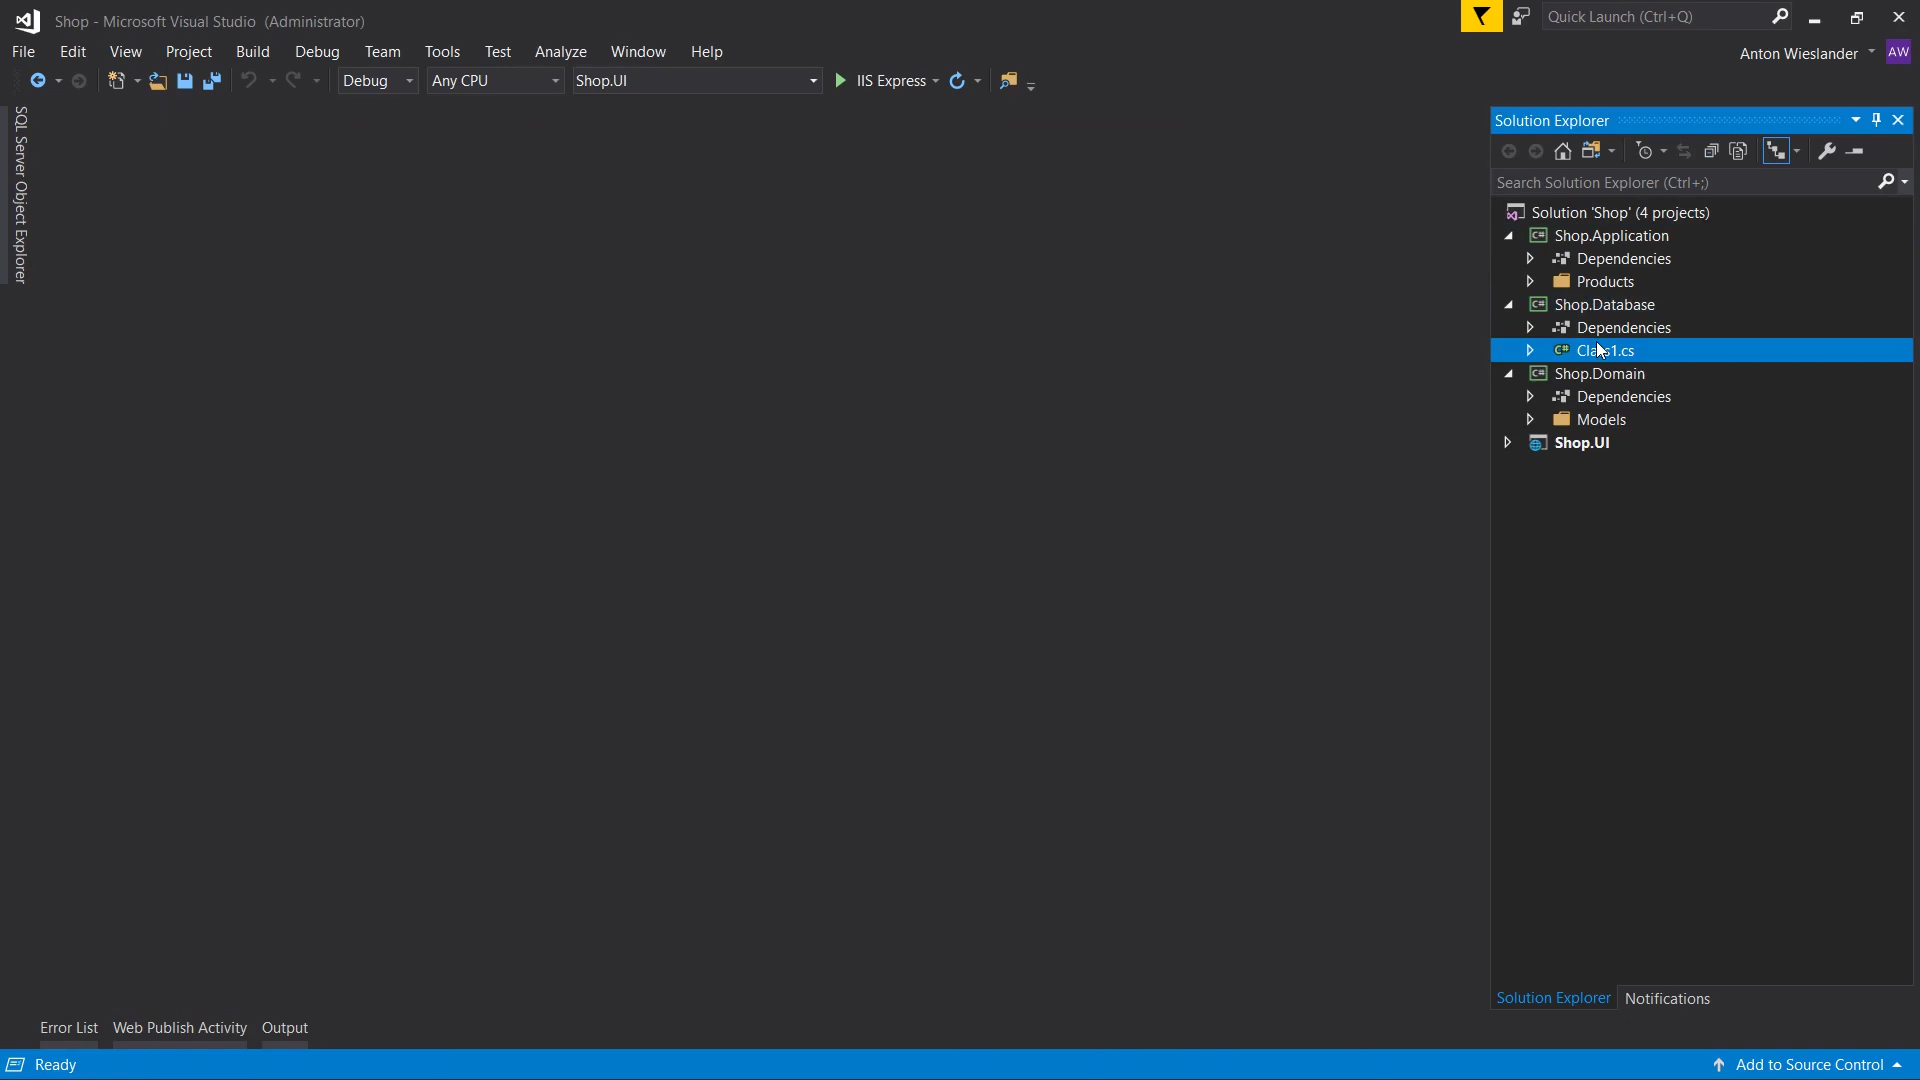 Shop - Microsoft Visual Studio (Administrator)
Quick Launch (Ctrl+Q)
File Edit View Project Build Debug Team Tools Test Analyze Window Help
Anton Wieslander AW
Debug Any CPU Shop.UI IIS Express
SQL Server Object Explorer
Solution Explorer
Search Solution Explorer (Ctrl+;)
Solution 'Shop' (4 projects)
C# Shop.Application
Dependencies
Products
C# Shop.Database
Dependencies
C# Class1.cs
C# Shop.Domain
Dependencies
Models
Shop.UI
Solution Explorer Notifications
Error List Web Publish Activity Output
Ready
Add to Source Control